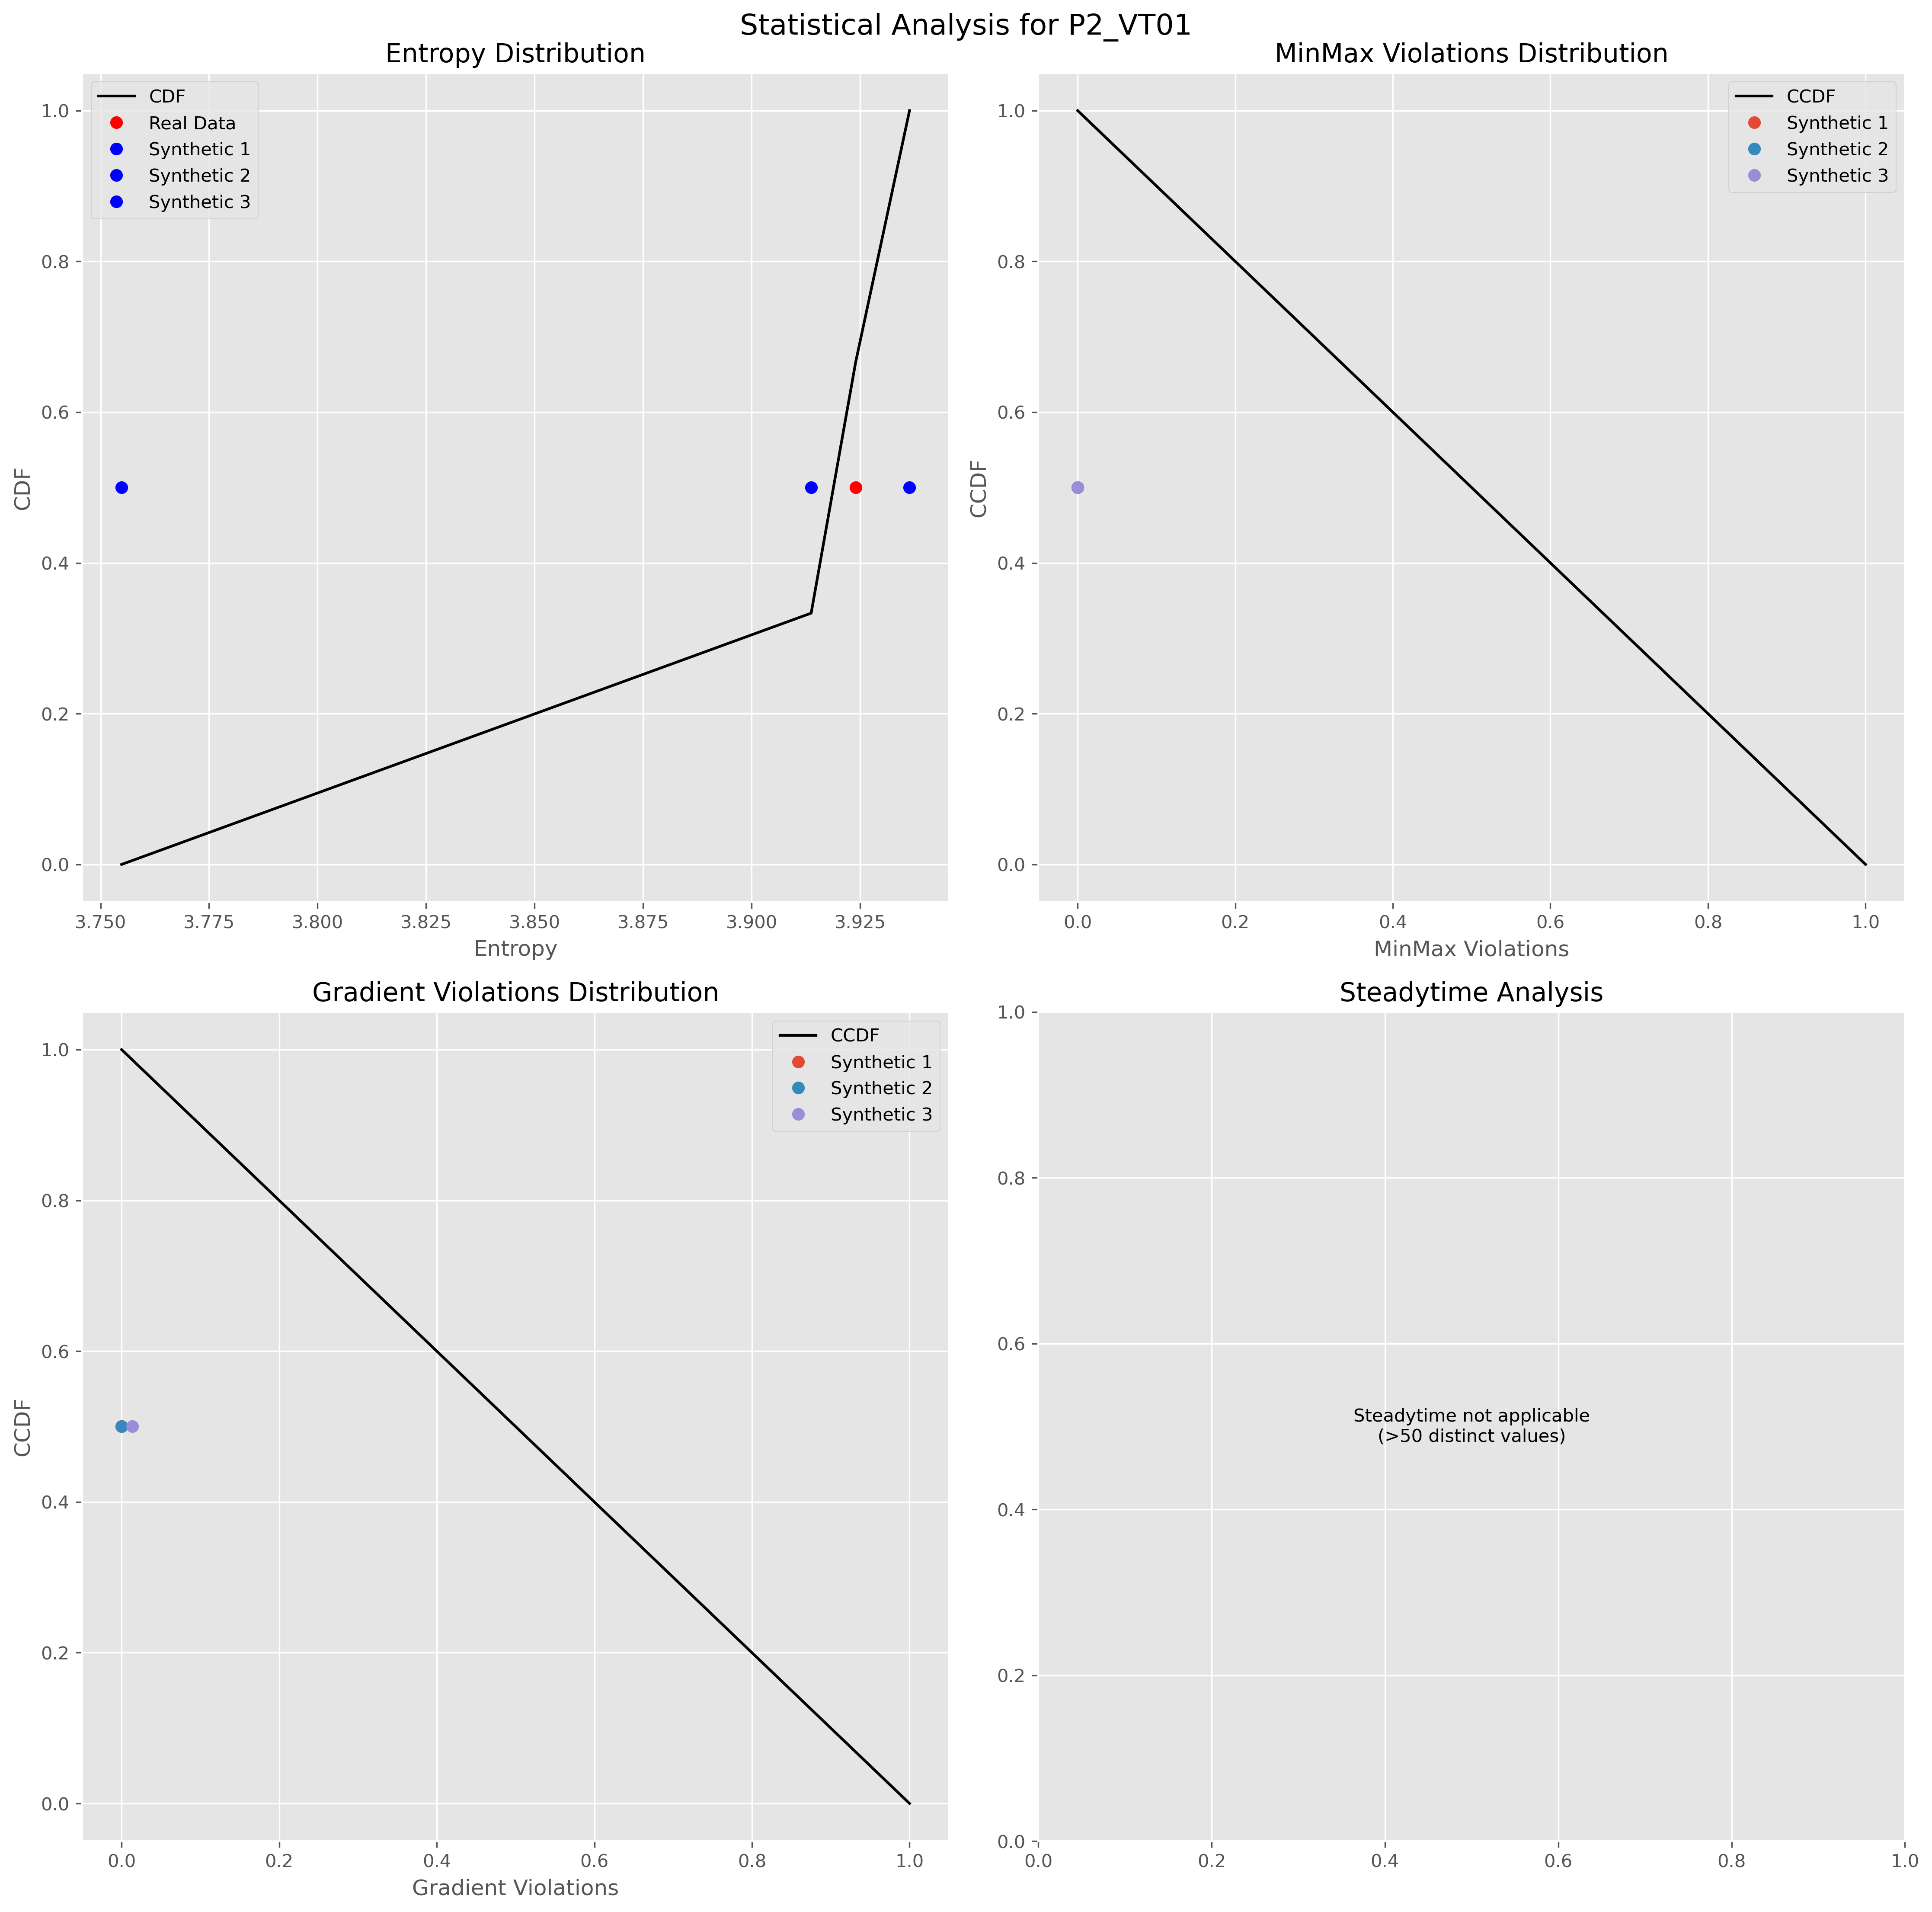 Statistical Analysis for P2_VT01
Entropy Distribution
CDF
Real Data
Synthetic 1
Synthetic 2
Synthetic 3
1.0
0.8
0.6
0.4
0.2
0.0
CDF
3.750 3.775 3.800 3.825 3.850 3.875 3.900 3.925
Entropy
MinMax Violations Distribution
CCDF
Synthetic 1
Synthetic 2
Synthetic 3
1.0
0.8
0.6
0.4
0.2
0.0
CCDF
0.0 0.2 0.4 0.6 0.8 1.0
MinMax Violations
Gradient Violations Distribution
CCDF
Synthetic 1
Synthetic 2
Synthetic 3
1.0
0.8
0.6
0.4
0.2
0.0
CCDF
0.0 0.2 0.4 0.6 0.8 1.0
Gradient Violations
Steadytime Analysis
1.0
0.8
0.6
0.4
0.2
0.0
Steadytime not applicable
(>50 distinct values)
0.0 0.2 0.4 0.6 0.8 1.0